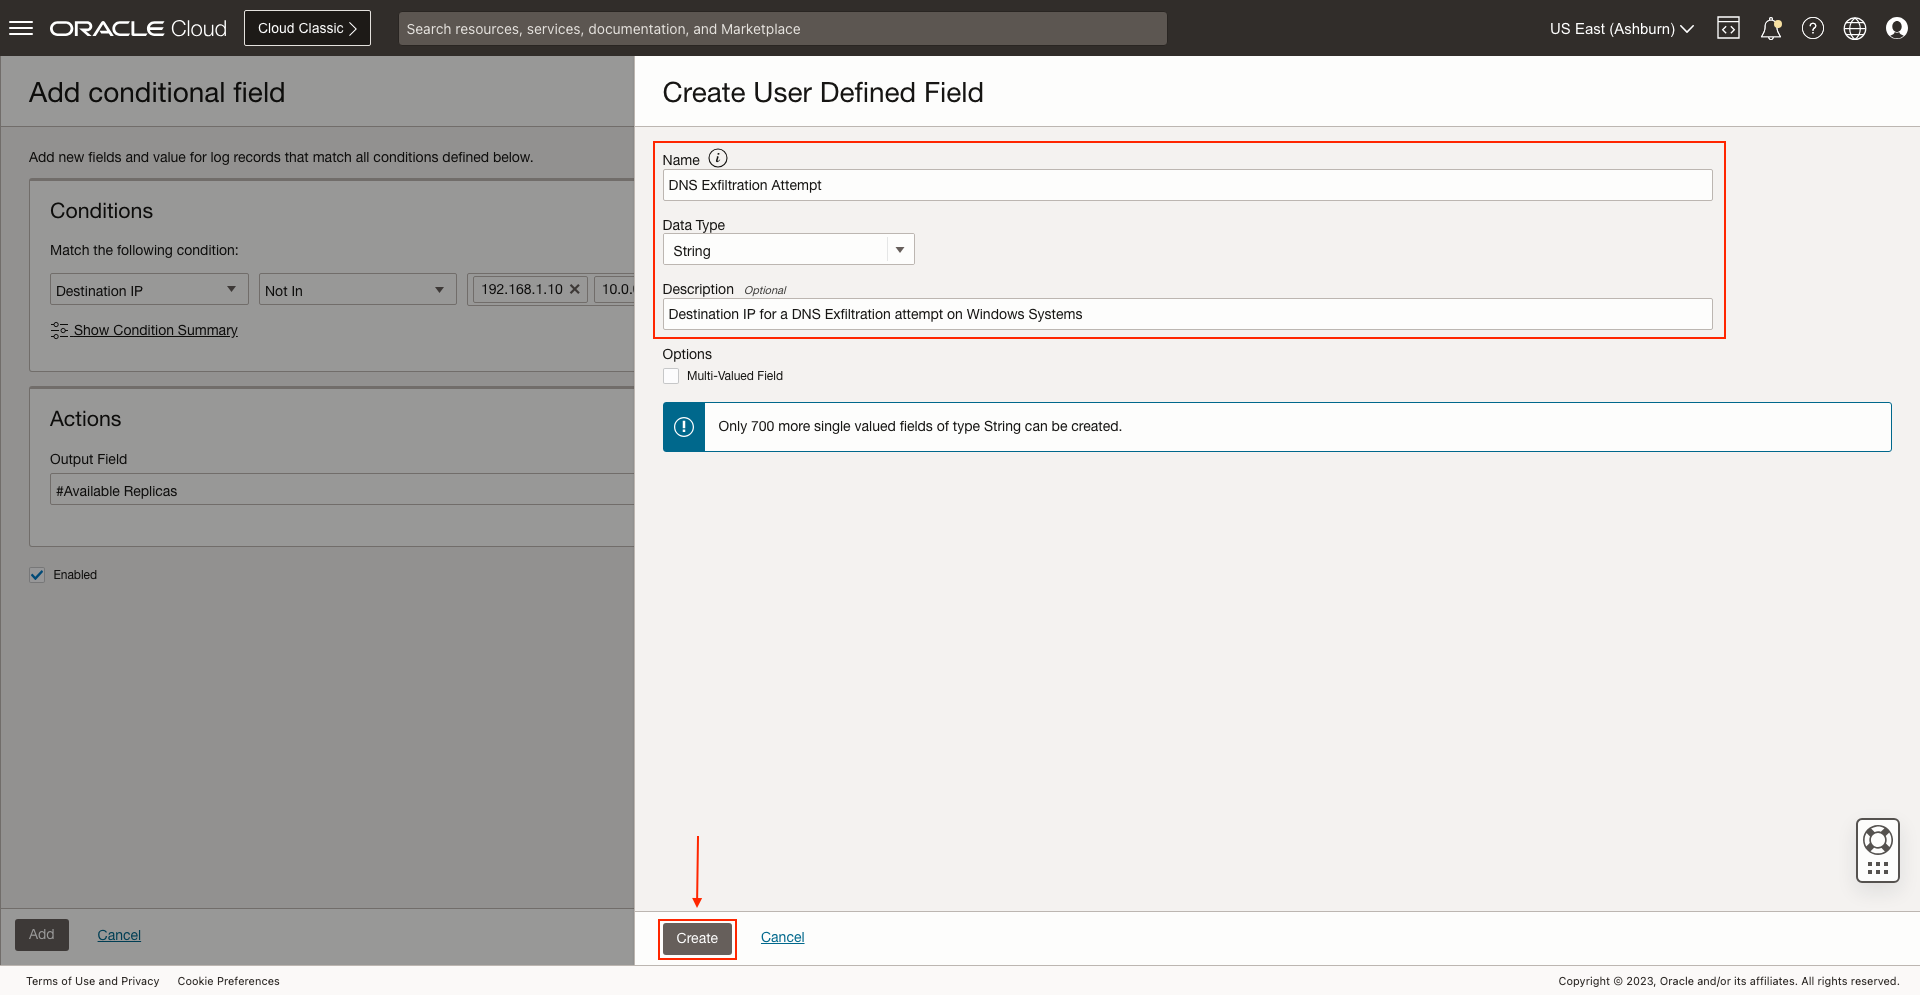 ORACLE Cloud
Cloud Classic
Search resources, services, documentation, and Marketplace
US East (Ashburn)
Add conditional field
Add new fields and value for log records that match all conditions defined below.
Conditions
Match the following condition:
Destination IP
Not In
192.168.1.10
10.0.
Show Condition Summary
Actions
Output Field
#Available Replicas
Enabled
Add
Cancel
Create User Defined Field
Name
DNS Exfiltration Attempt
Data Type
String
Description Optional
Destination IP for a DNS Exfiltration attempt on Windows Systems
Options
Multi-Valued Field
Only 700 more single valued fields of type String can be created.
Create
Cancel
Terms of Use and Privacy
Cookie Preferences
Copyright © 2023, Oracle and/or its affiliates. All rights reserved.